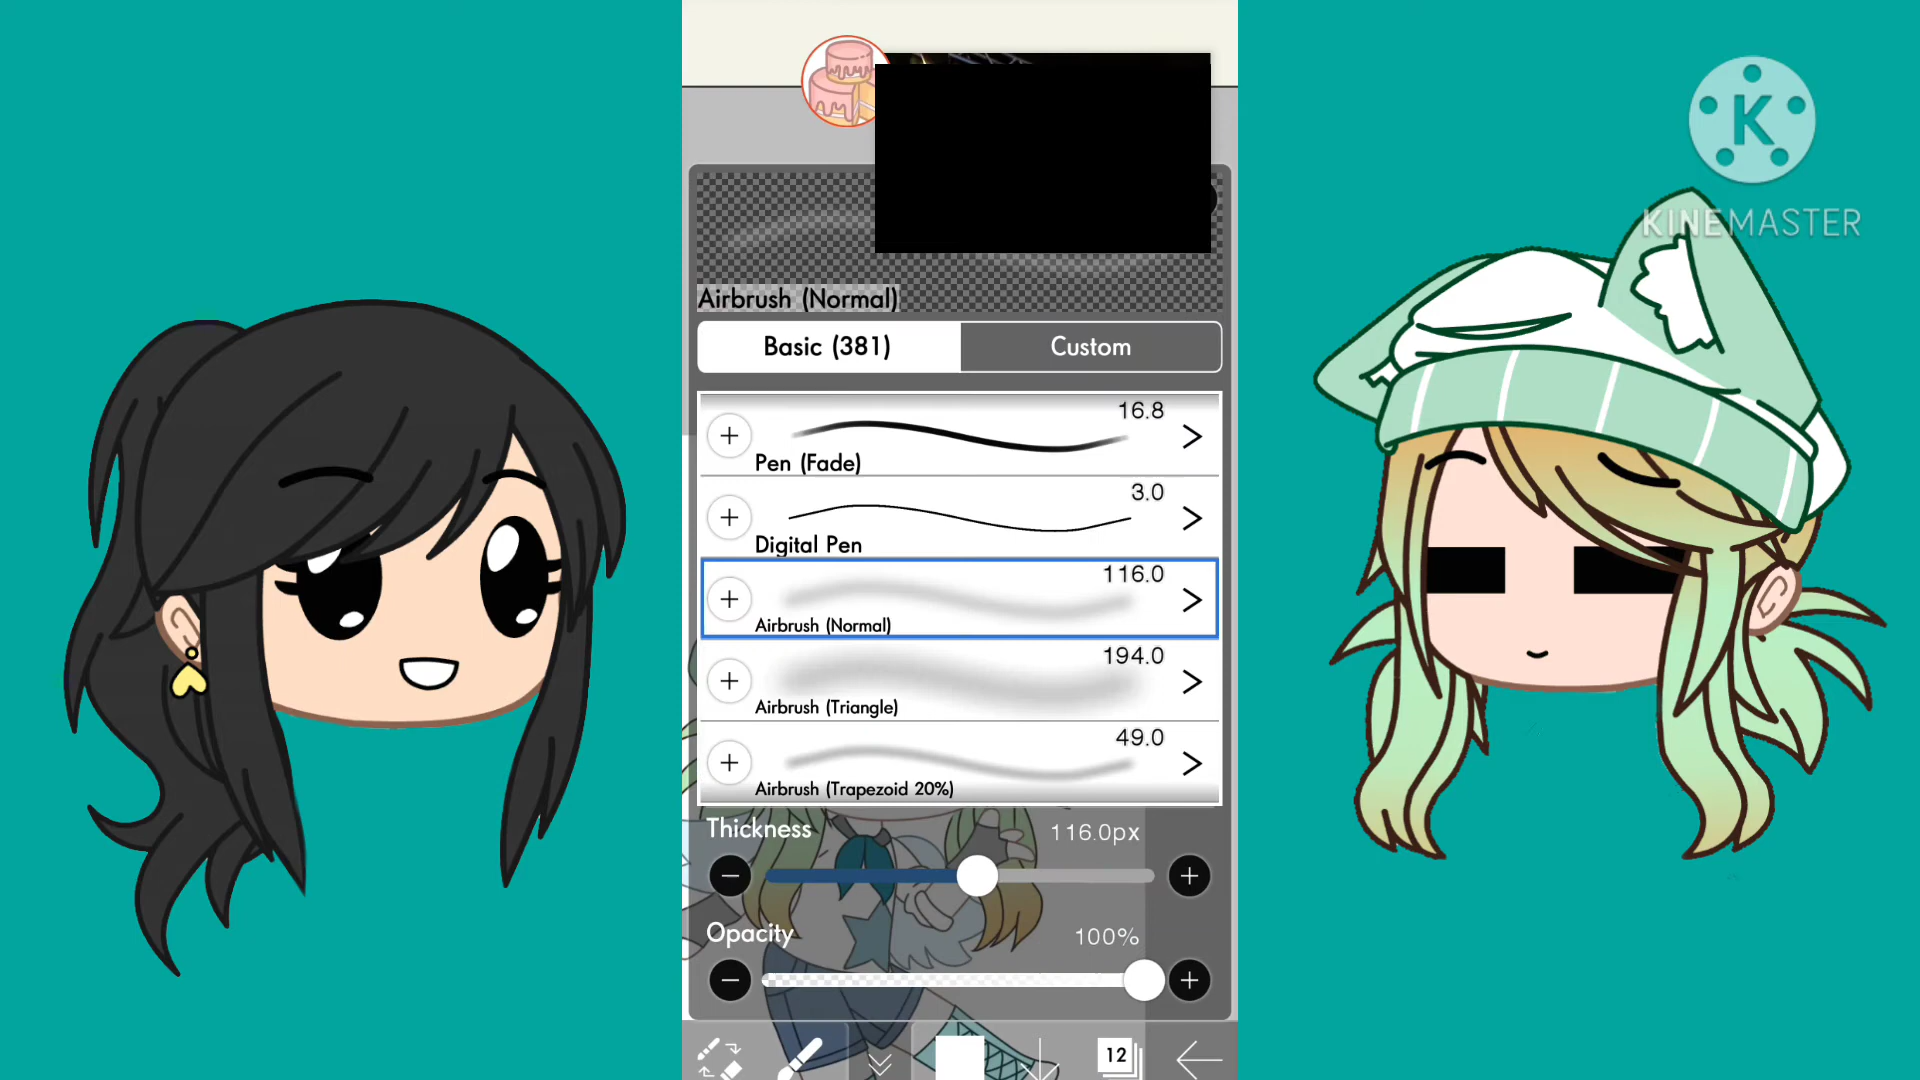 K
KINEMASTER
Airbrush (Normal)
Basic (381)
Custom
16.8
Pen (Fade)
3.0
Digital Pen
116.0
Airbrush (Normal)
194.0
Airbrush (Triangle)
49.0
Airbrush (Trapezoid 20%)
Thickness
116.0px
Opacity
100%
12